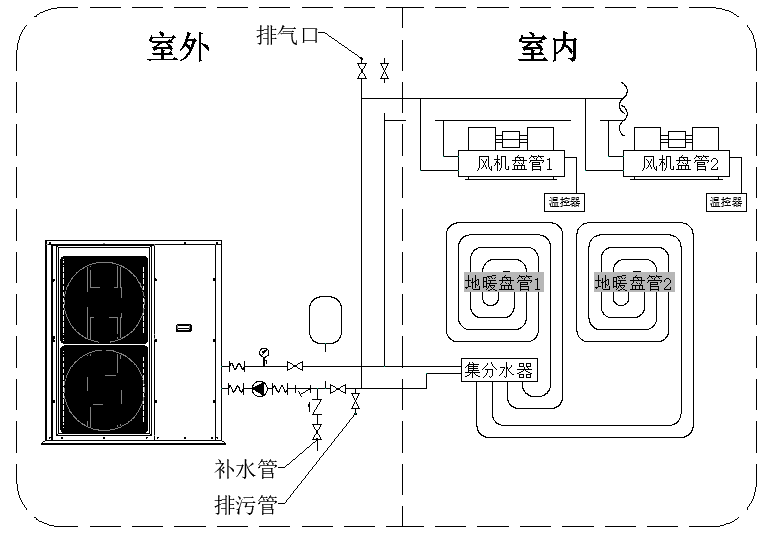 室外
排气口
室内
风机盘管1
风机盘管2
温控器
温控器
地暖盘管1
地暖盘管2
集分水器
补水管
排污管